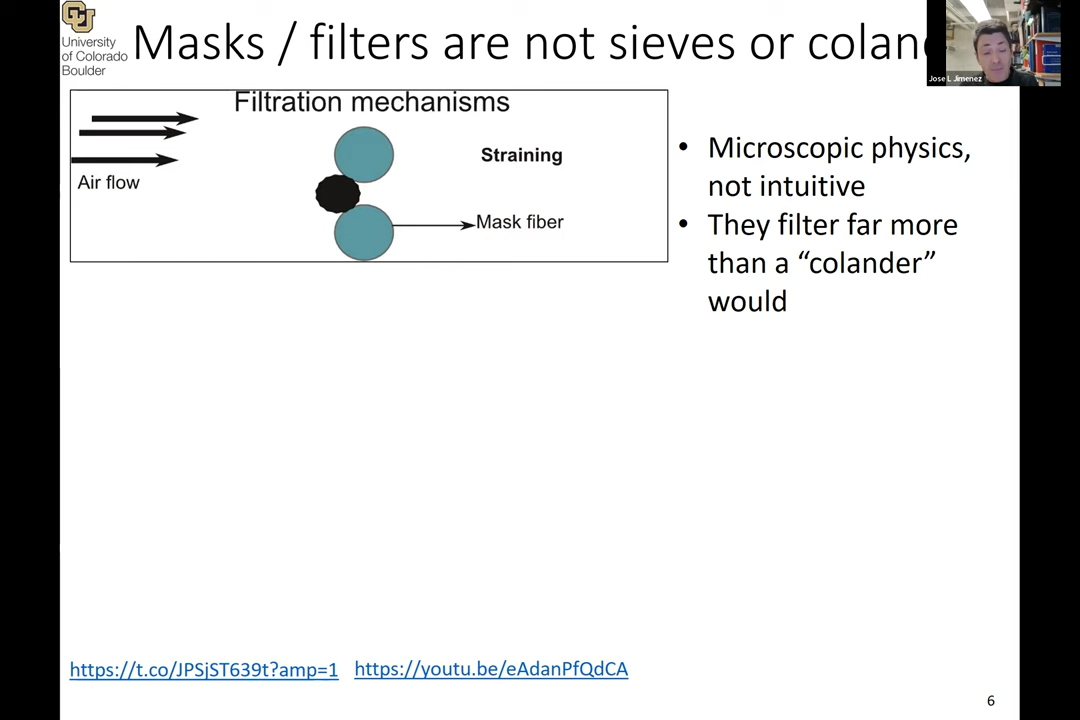 University
of Colorado
Boulder
Masks / filters are not sieves or colan
Jose L Jimenez
Filtration mechanisms
Straining
Air flow
Mask fiber
• Microscopic physics,
not intuitive
• They filter far more
than a “colander”
would
https://t.co/JPSjST639t?amp=1 https://youtu.be/eAdanPfQdCA
6